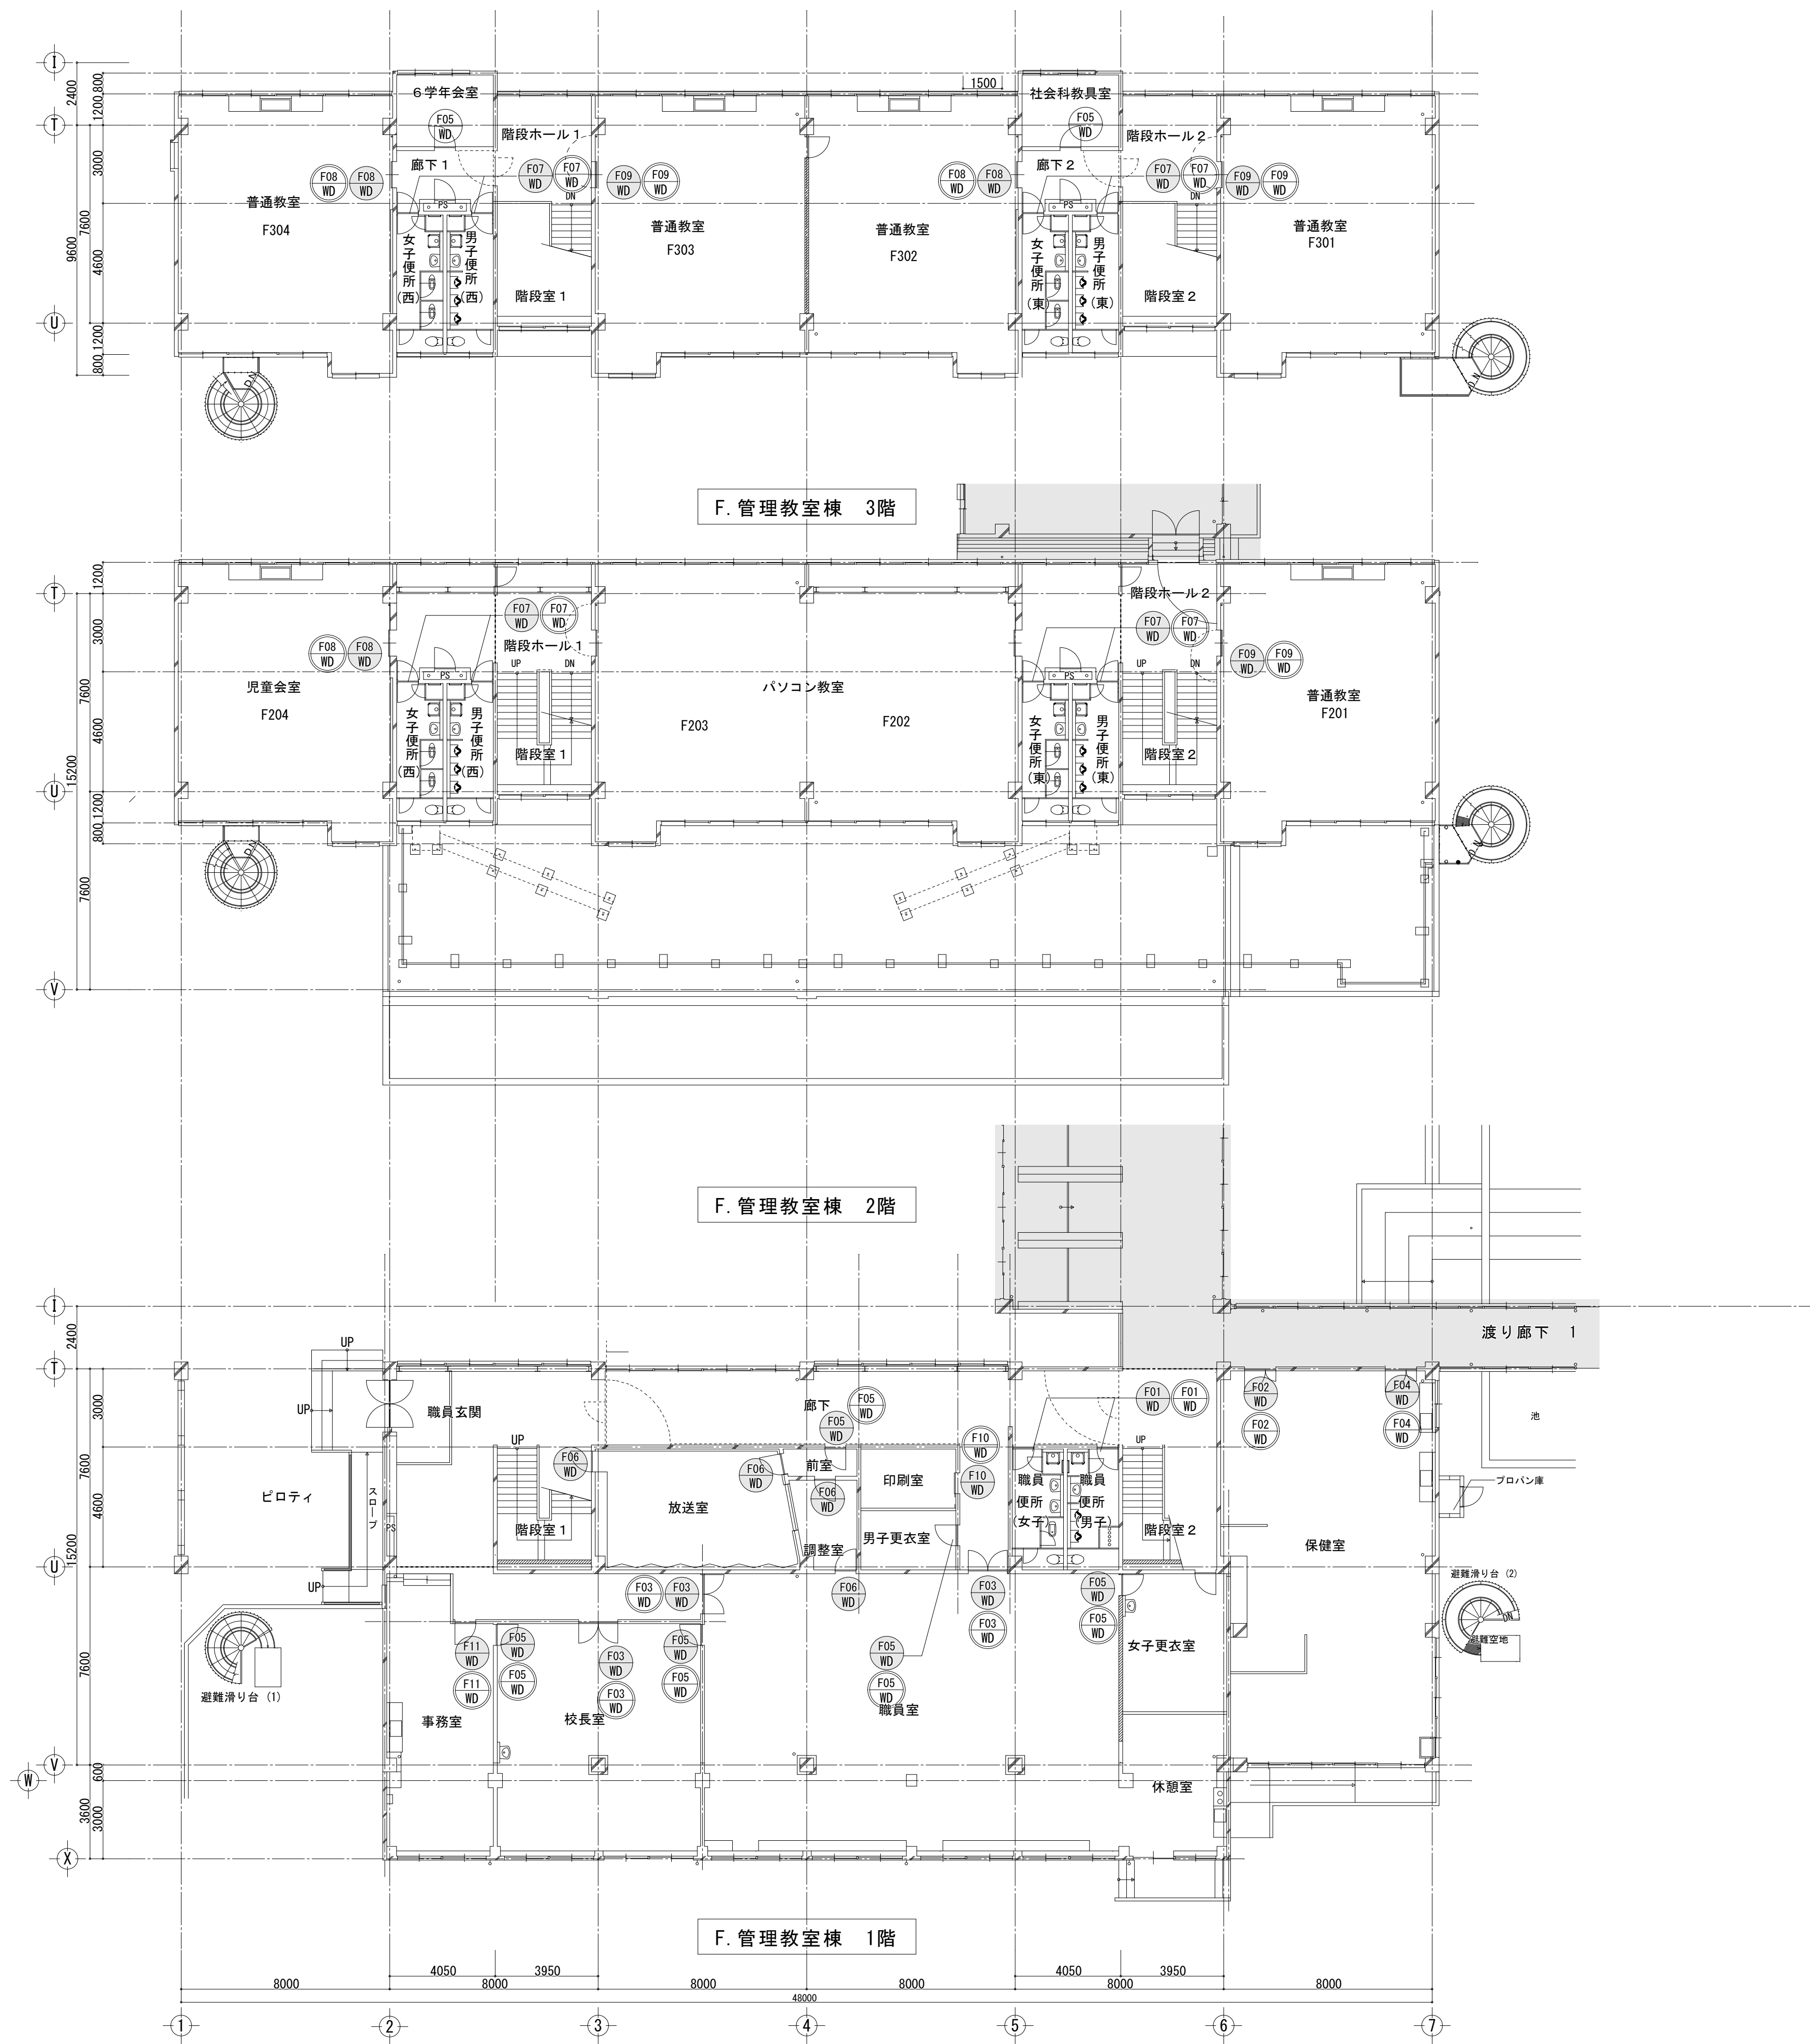 I
2400
800
1200
T
3000
7600
9600
4600
U
1200
800
1500
6学年会室
F05
WD
階段ホール1
廊下1
F07
WD
F07
WD
DN
PS
社会科教具室
F05
WD
階段ホール2
廊下2
F07
WD
F07
WD
DN
PS
F08
WD
F08
WD
F09
WD
F09
WD
F08
WD
F08
WD
F09
WD
F09
WD
普通教室
F304
普通教室
F303
普通教室
F302
普通教室
F301
女子便所(西)
男子便所(西)
階段室1
女子便所(東)
男子便所(東)
階段室2
DN
DN
F.管理教室棟 3階
1200
T
3000
7600
4600
15200
U
1200
800
7600
V
F07
WD
F07
WD
階段ホール1
UP
DN
PS
階段ホール2
F07
WD
F07
WD
UP
DN
PS
F08
WD
F08
WD
F09
WD
F09
WD
児童会室
F204
パソコン教室
F203
F202
普通教室
F201
女子便所(西)
男子便所(西)
階段室1
女子便所(東)
男子便所(東)
階段室2
DN
DN
F.管理教室棟 2階
I
2400
T
3000
7600
4600
15200
U
7600
V
600
W
3600
3000
X
渡り廊下 1
UP
UP
UP
職員玄関
UP
ピロティ
スロープ
PS
階段室1
F06
WD
放送室
F06
WD
廊下
F05
WD
F05
WD
前室
F06
WD
調整室
印刷室
男子更衣室
F10
WD
F10
WD
職員便所(女子)
職員便所(男子)
F01
WD
F01
WD
UP
階段室2
F02
WD
F02
WD
F04
WD
F04
WD
保健室
池
プロパン庫
避難滑り台 (2)
DN
避難空地
避難滑り台 (1)
F03
WD
F03
WD
F06
WD
F03
WD
F03
WD
F05
WD
F05
WD
F11
WD
F11
WD
F05
WD
F05
WD
F03
WD
F03
WD
F05
WD
F05
WD
F05
WD
F05
WD
事務室
校長室
職員室
女子更衣室
休憩室
F.管理教室棟 1階
4050
3950
4050
3950
8000
8000
8000
8000
8000
8000
48000
1
2
3
4
5
6
7